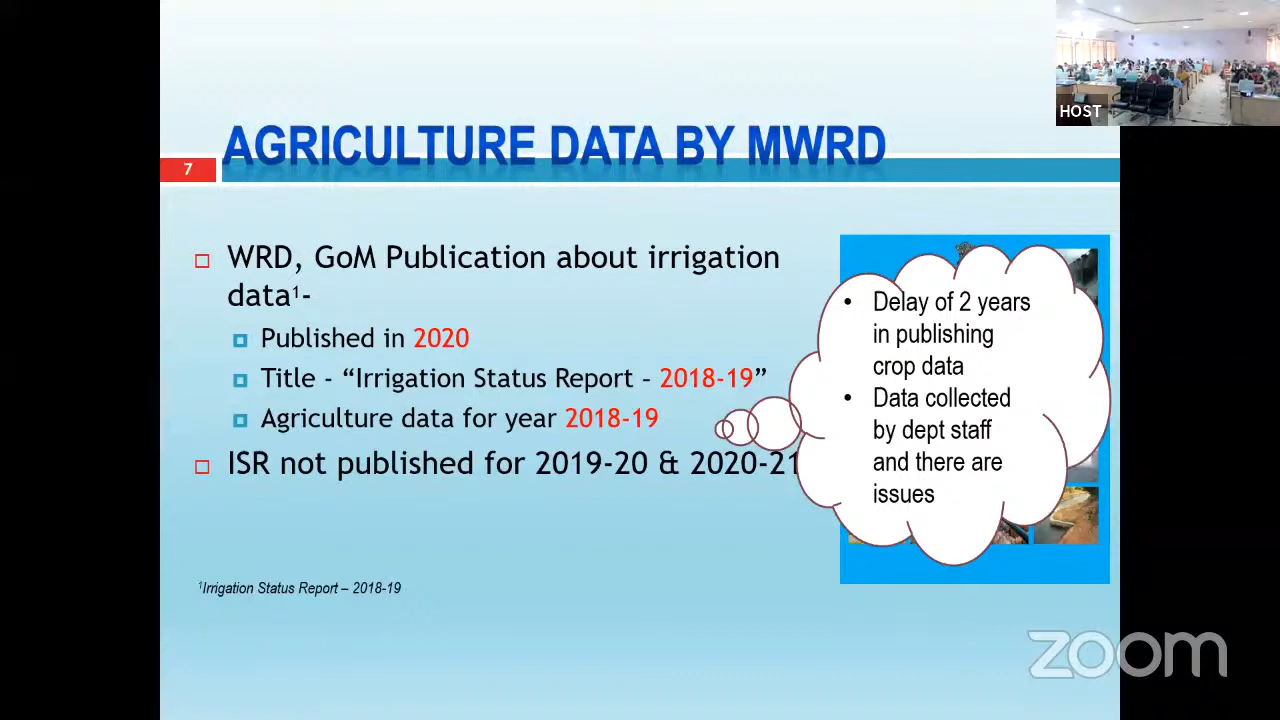 HOST
AGRICULTURE DATA BY MWRD
7
□ WRD, GoM Publication about irrigation
data¹-
Published in 2020
Title - “Irrigation Status Report – 2018-19”
Agriculture data for year 2018-19
□ ISR not published for 2019-20 & 2020-21
• Delay of 2 years
in publishing
crop data
• Data collected
by dept staff
and there are
issues
¹Irrigation Status Report – 2018-19
zoom